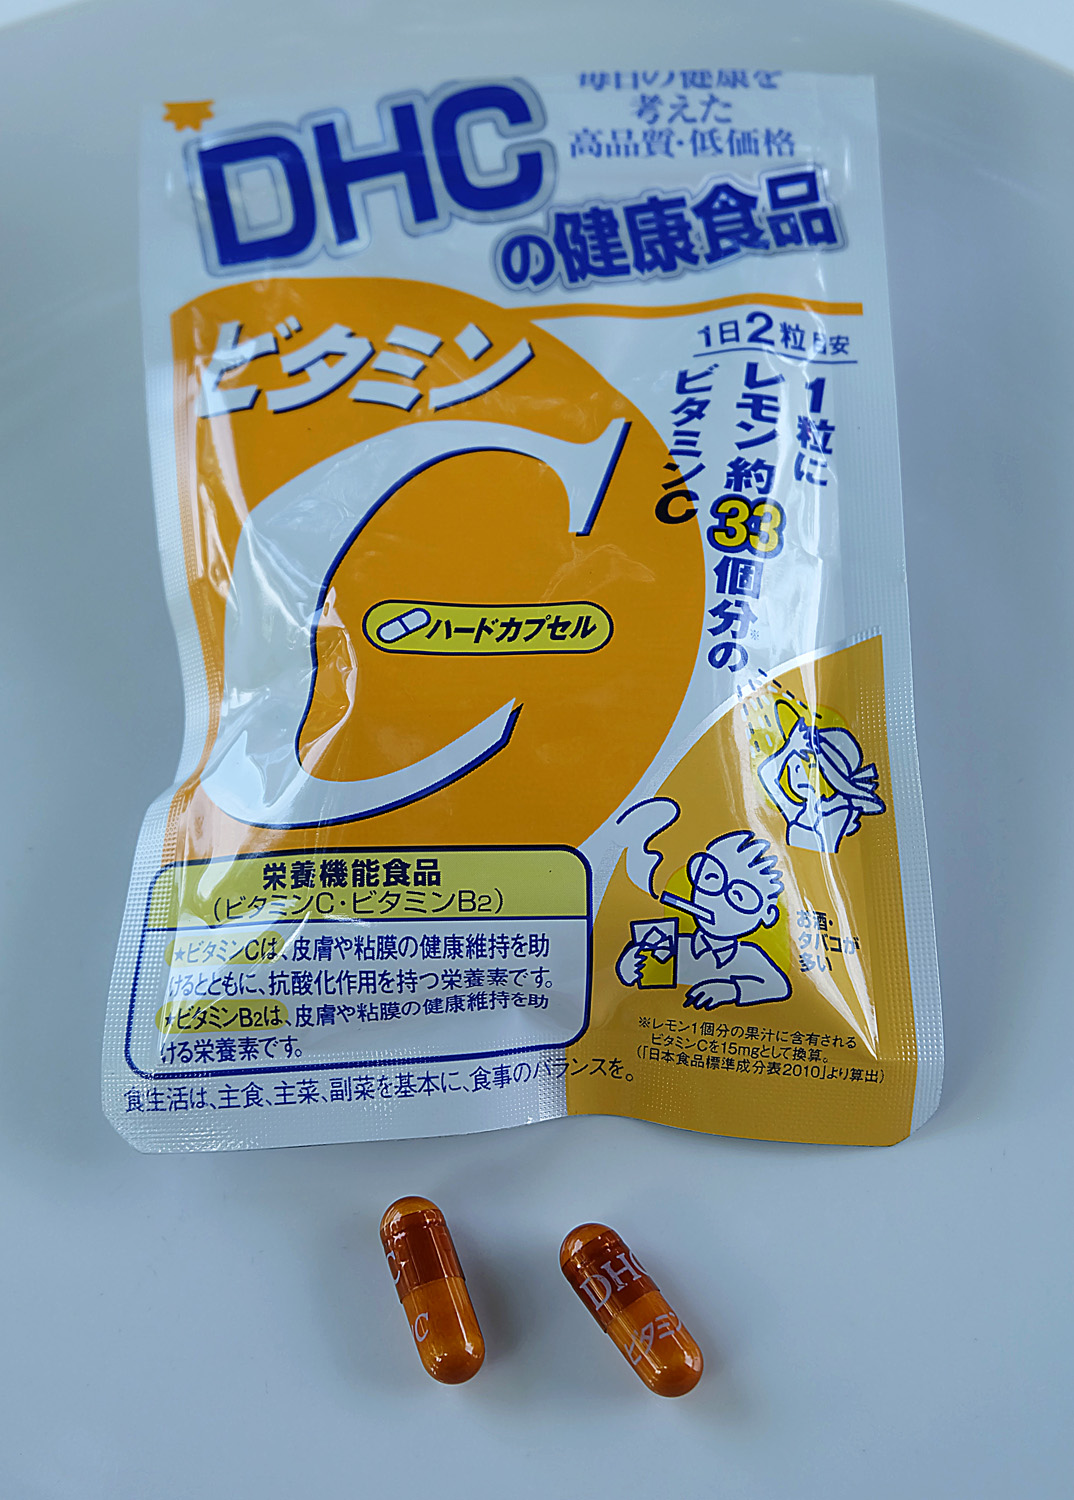 毎日の健康を
考えた
高品質・低価格
DHC
の健康食品
ビタミン
C
1日2粒目安
1粒に
レモン約33個分の※
ビタミンC
ハードカプセル
栄養機能食品
(ビタミンC・ビタミンB2)
★ビタミンCは、皮膚や粘膜の健康維持を助
けるとともに、抗酸化作用を持つ栄養素です。
★ビタミンB2は、皮膚や粘膜の健康維持を助
ける栄養素です。
食生活は、主食、主菜、副菜を基本に、食事のバランスを。
お酒・
タバコが
多い
※レモン1個分の果汁に含有される
ビタミンCを15mgとして換算。
(「日本食品標準成分表2010」より算出)
C
C
DHC
ビタミン